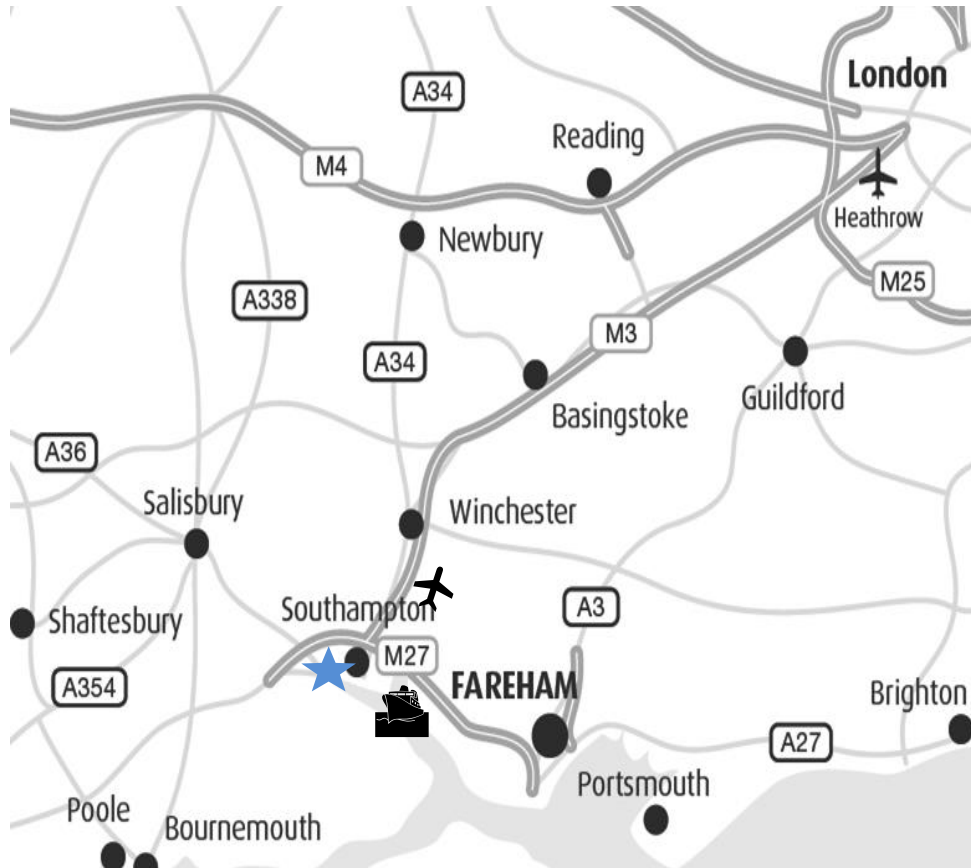 London
A34
Reading
M4
Heathrow
Newbury
M25
A338
M3
A34
Guildford
Basingstoke
A36
Salisbury
Winchester
Southampton
A3
Shaftesbury
M27
A354
FAREHAM
Brighton
A27
Portsmouth
Poole
Bournemouth